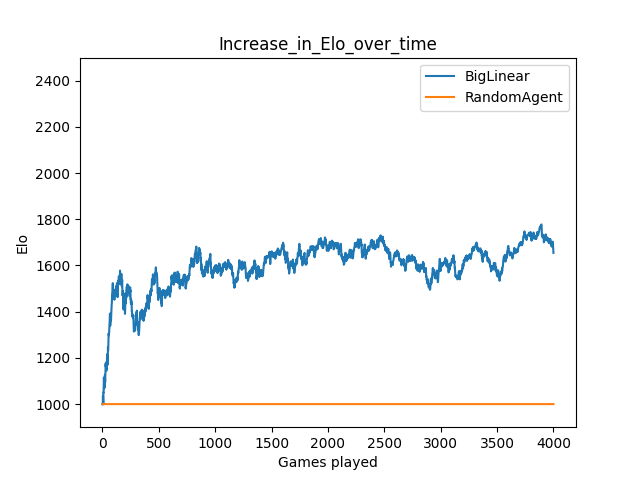 Increase_in_Elo_over_time
BigLinear
RandomAgent
2400
2200
2000
1800
1600
1400
1200
1000
Elo
0 500 1000 1500 2000 2500 3000 3500 4000
Games played